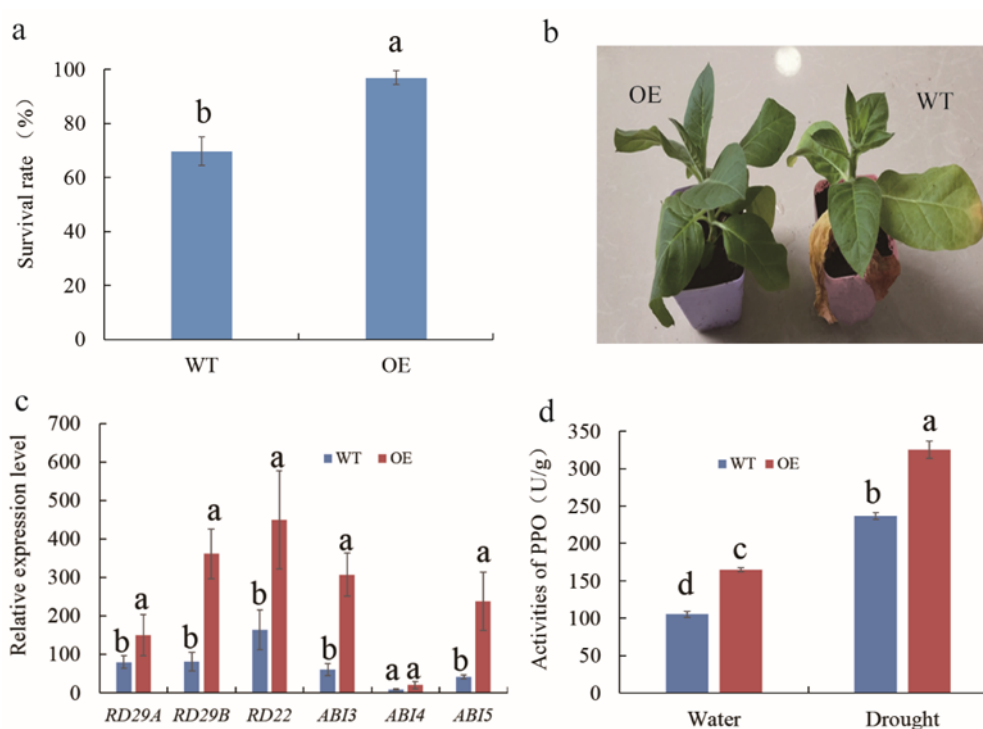 a
Survival rate （%）
100
80
60
40
20
0
b
a
WT
OE
b
OE
WT
c
Relative expression level
700
600
500
400
300
200
100
0
WT OE
b a
b a
b a
b a
a a
b a
RD29A RD29B RD22 ABI3 ABI4 ABI5
d
Activities of PPO（U/g）
350
300
250
200
150
100
50
0
WT OE
d c
b a
Water Drought